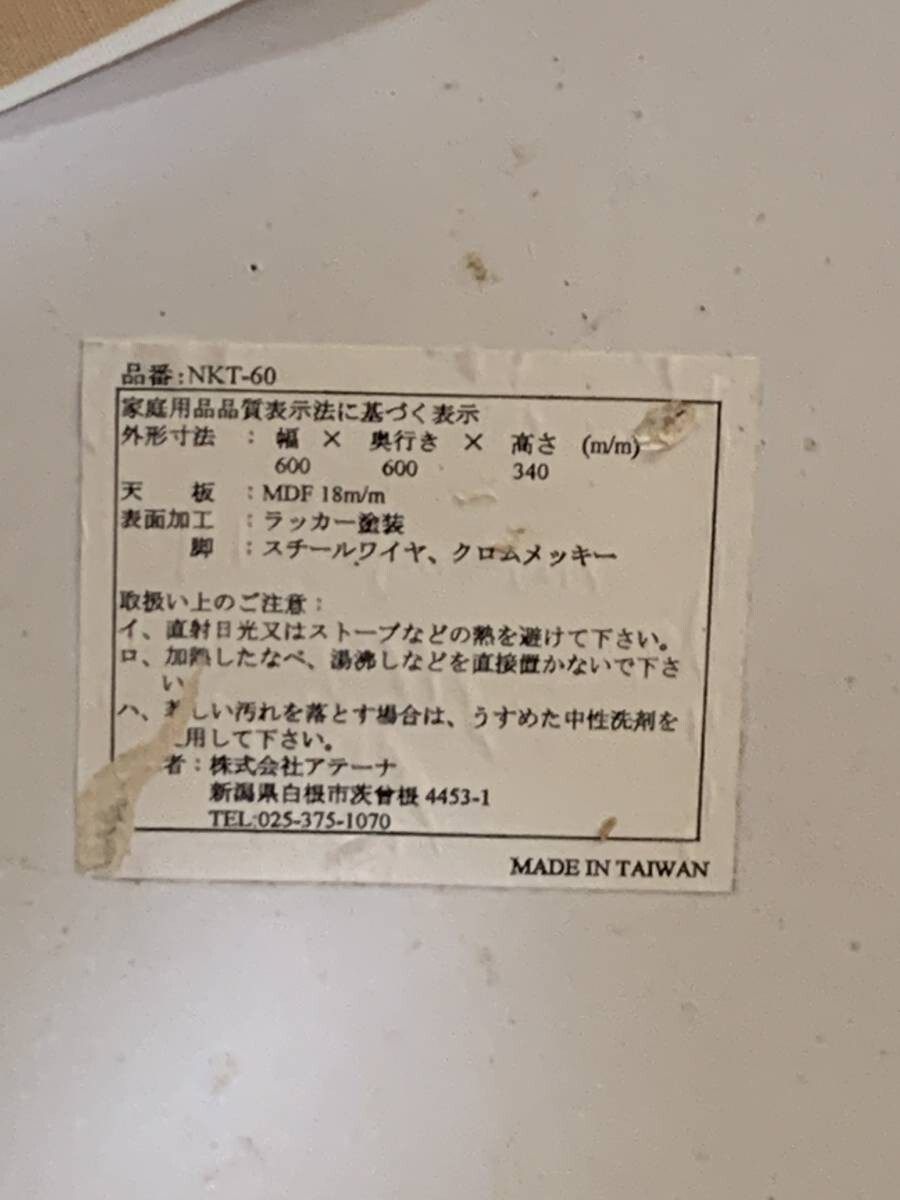 品番:NKT-60
家庭用品品質表示法に基づく表示
外形寸法 : 幅 × 奥行き × 高さ (m/m)
600 600 340
天 板 : MDF 18m/m
表面加工 : ラッカー塗装
脚 : スチールワイヤ、クロムメッキー
取扱い上のご注意:
イ、直射日光又はストーブなどの熱を避けて下さい。
ロ、加熱したなべ、湯沸しなどを直接置かないで下さ
い
ハ、しい汚れを落とす場合は、うすめた中性洗剤を
用して下さい。
者:株式会社アテーナ
新潟県白根市茨曽根 4453-1
TEL:025-375-1070
MADE IN TAIWAN